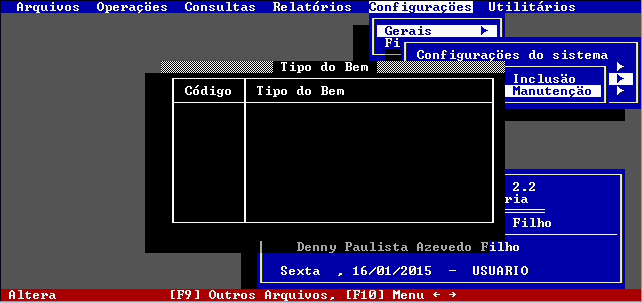 Arquivos Operações Consultas Relatórios Configurações Utilitários
Gerais
Fi
Configurações do sistema
Tipo do Bem
Código Tipo do Bem
Inclusão
Manutenção
2.2
ria
Filho
Denny Paulista Azevedo Filho
Sexta , 16/01/2015 - USUARIO
Altera [F9] Outros Arquivos, [F10] Menu ← →